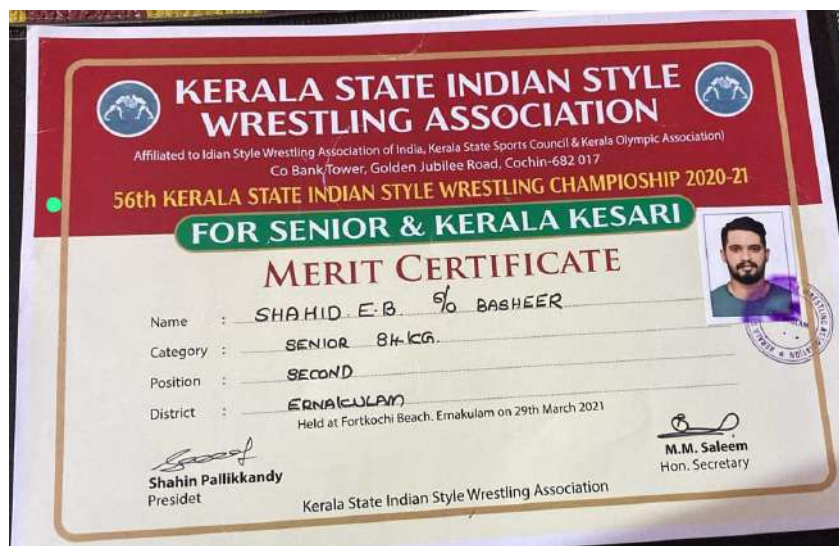 KERALA STATE INDIAN STYLE
WRESTLING ASSOCIATION
Affiliated to Idian Style Wrestling Association of India, Kerala State Sports Council & Kerala Olympic Association)
Co Bank Tower, Golden Jubilee Road, Cochin-682 017
56th KERALA STATE INDIAN STYLE WRESTLING CHAMPIOSHIP 2020-21
FOR SENIOR & KERALA KESARI
MERIT CERTIFICATE
Name : SHAHID E.B. S/o BASHEER
Category : SENIOR 84 KG.
Position : SECOND
District : ERNAKULAM
Held at Fortkochi Beach. Ernakulam on 29th March 2021
Shahin Pallikkandy
Presidet
M.M. Saleem
Hon. Secretary
Kerala State Indian Style Wrestling Association